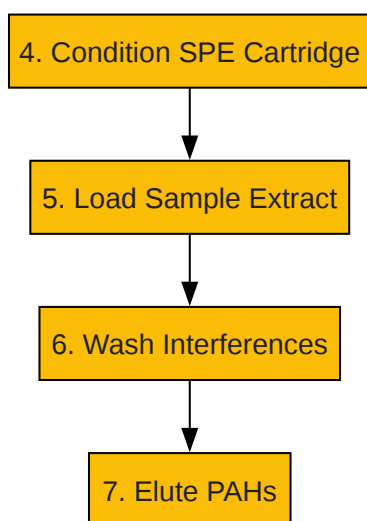 4. Condition SPE Cartridge
5. Load Sample Extract
6. Wash Interferences
7. Elute PAHs